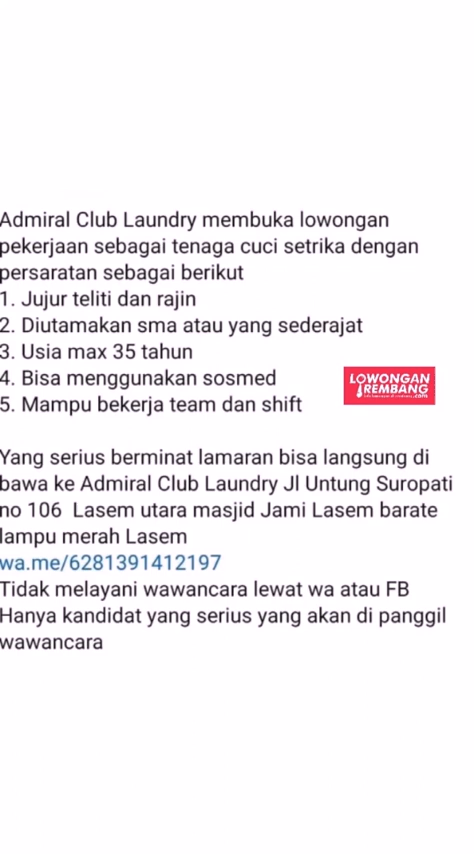 Admiral Club Laundry membuka lowongan
pekerjaan sebagai tenaga cuci setrika dengan
persaratan sebagai berikut
1. Jujur teliti dan rajin
2. Diutamakan sma atau yang sederajat
3. Usia max 35 tahun
4. Bisa menggunakan sosmed
LOWONGAN
REMBANG
5. Mampu bekerja team dan shift
Yang serius berminat lamaran bisa langsung di
bawa ke Admiral Club Laundry Jl Untung Suropati
no 106 Lasem utara masjid Jami Lasem barate
lampu merah Lasem
wa.me/6281391412197
Tidak melayani wawancara lewat wa atau FB
Hanya kandidat yang serius yang akan di panggil
wawancara